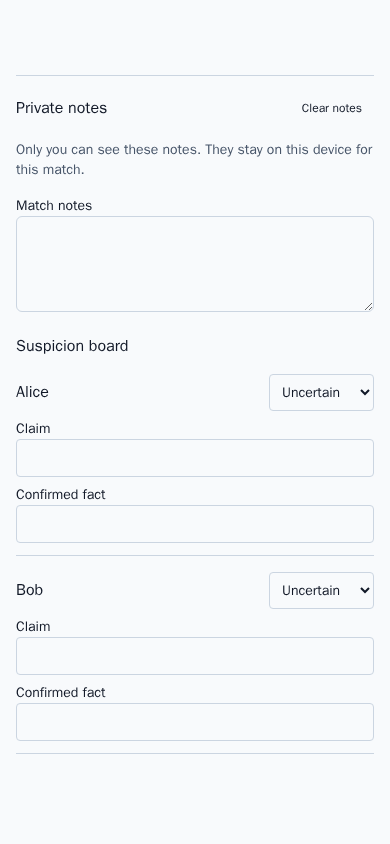 Private notes
Clear notes
Only you can see these notes. They stay on this device for
this match.
Match notes
Suspicion board
Alice
Uncertain
Claim
Confirmed fact
Bob
Uncertain
Claim
Confirmed fact